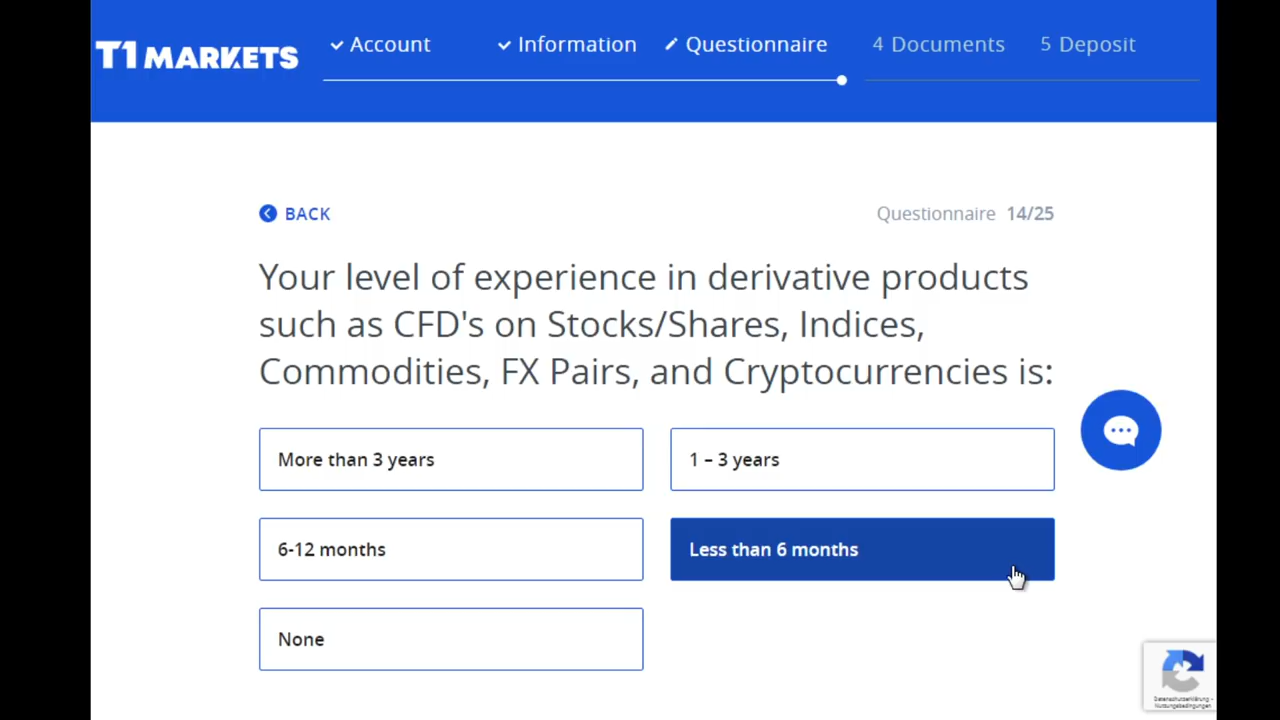 T1 MARKETS
Account
Information
Questionnaire
4 Documents
5 Deposit
BACK
Questionnaire 14/25
Your level of experience in derivative products
such as CFD's on Stocks/Shares, Indices,
Commodities, FX Pairs, and Cryptocurrencies is:
More than 3 years
1 – 3 years
6-12 months
Less than 6 months
None
Datenschutzerklärung -
Nutzungsbedingungen